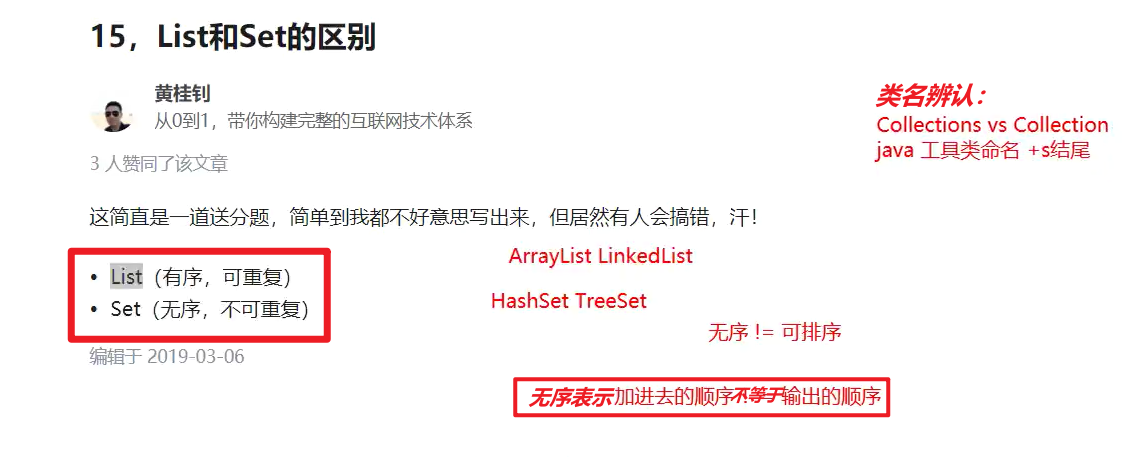 15，List和Set的区别
黄桂钊
从0到1，带你构建完整的互联网技术体系
3 人赞同了该文章
类名辨认：
Collections vs Collection
java 工具类命名 +s结尾
这简直是一道送分题，简单到我都不好意思写出来，但居然有人会搞错，汗！
• List（有序，可重复）
• Set（无序，不可重复）
ArrayList LinkedList
HashSet TreeSet
无序 != 可排序
编辑于 2019-03-06
无序表示加进去的顺序不等于输出的顺序